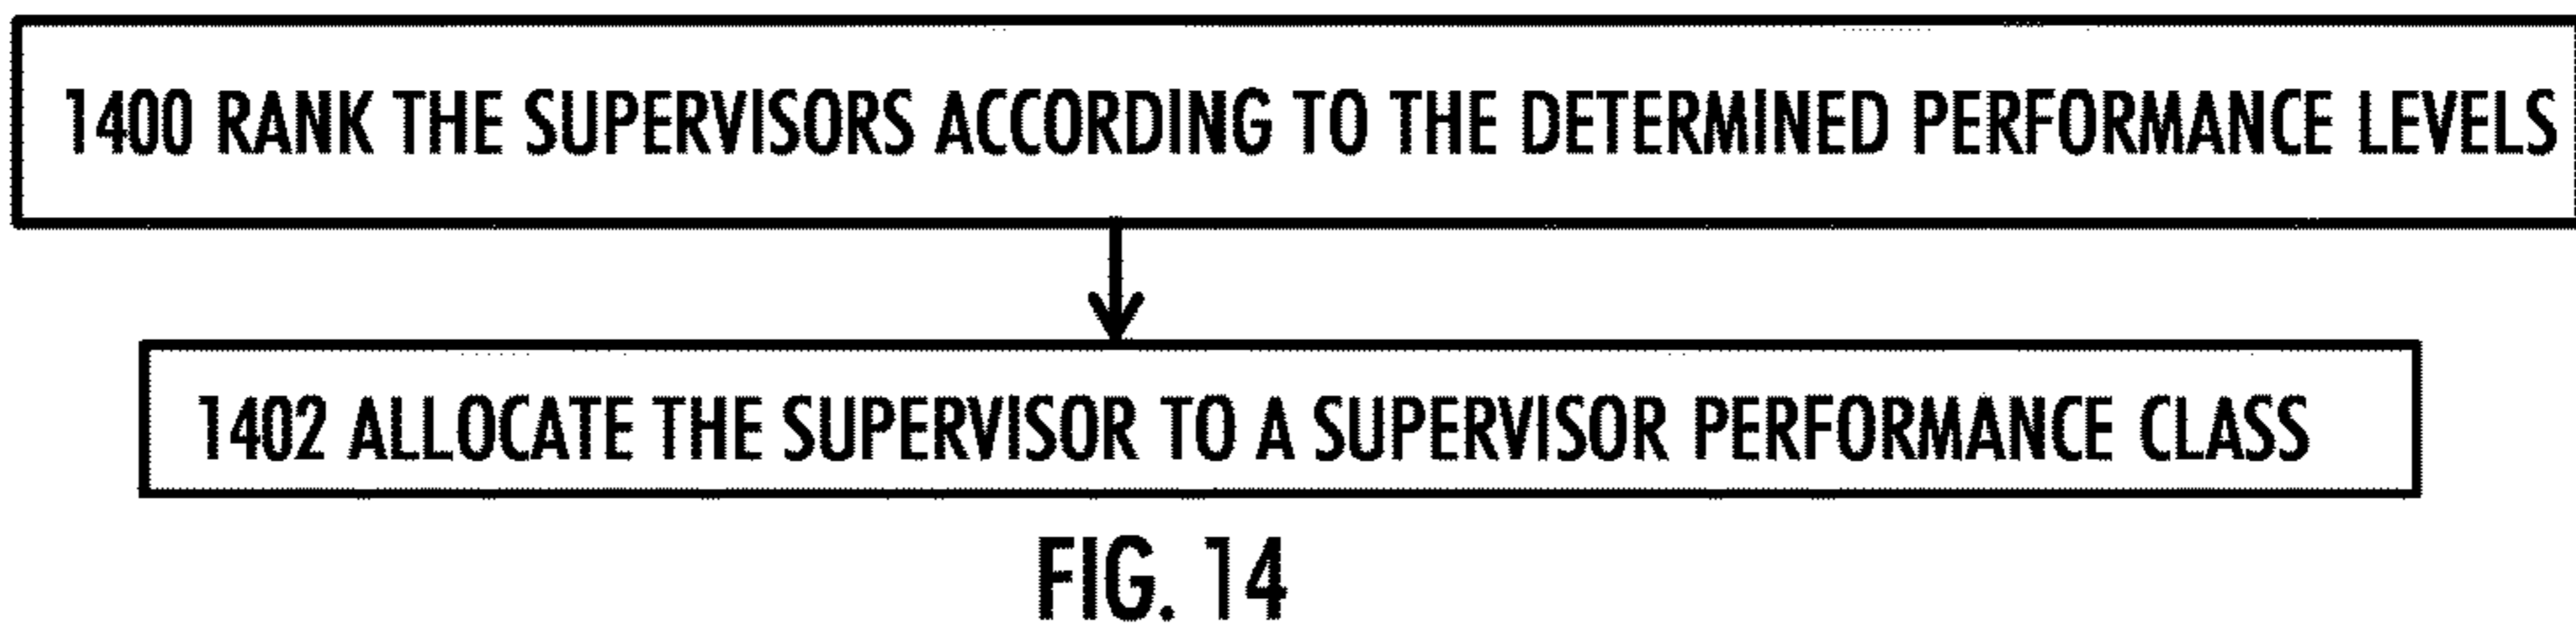 1400 RANK THE SUPERVISORS ACCORDING TO THE DETERMINED PERFORMANCE LEVELS
1402 ALLOCATE THE SUPERVISOR TO A SUPERVISOR PERFORMANCE CLASS
FIG. 14